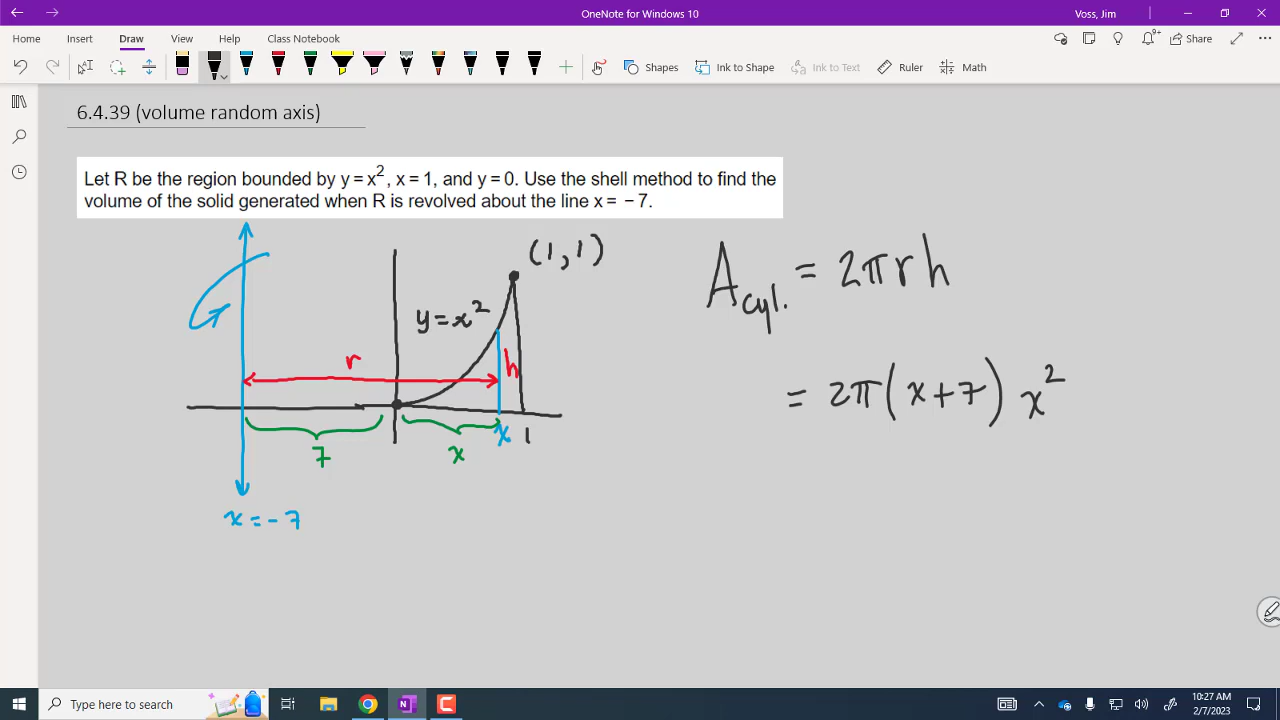 OneNote for Windows 10
Voss, Jim
Home Insert Draw View Help Class Notebook
Share
Shapes Ink to Shape Ink to Text Ruler Math
6.4.39 (volume random axis)
Let R be the region bounded by y = x², x = 1, and y = 0. Use the shell method to find the
volume of the solid generated when R is revolved about the line x = − 7.
(1,1)
y=x²
r
h
7
x
x
1
x = -7
A cyl. = 2πrh
= 2π(x+7) x²
Type here to search
10:27 AM
2/7/2023